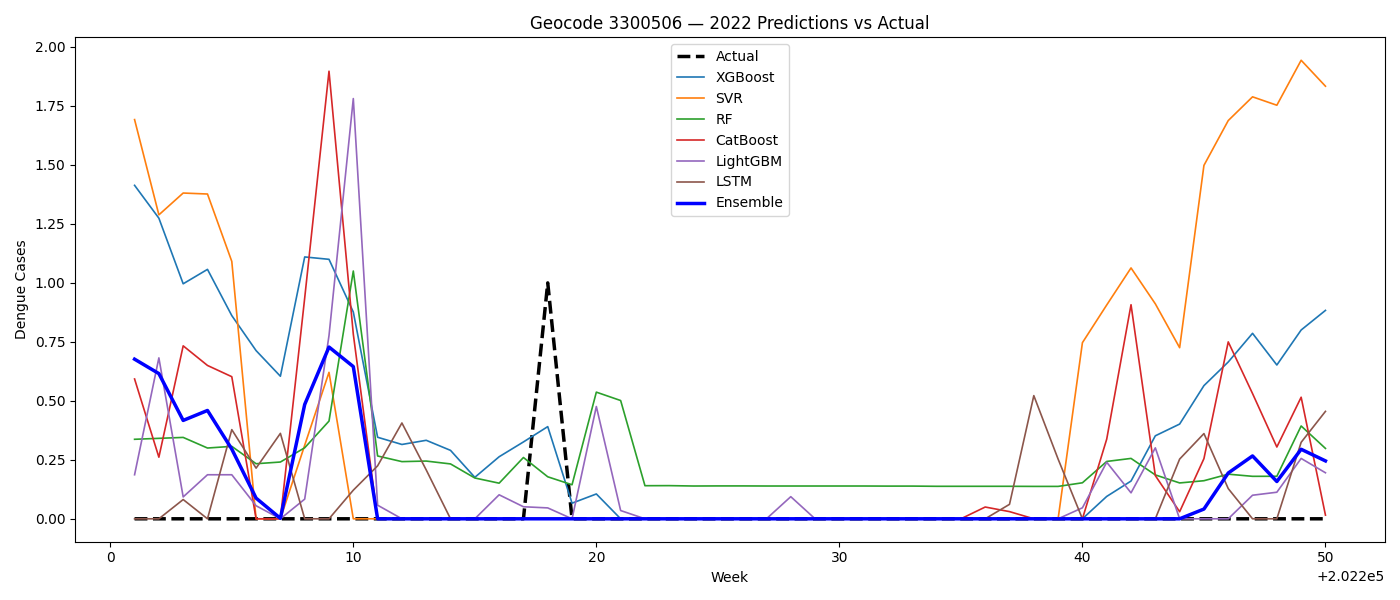 Geocode 3300506 — 2022 Predictions vs Actual
Dengue Cases
2.00
1.75
1.50
1.25
1.00
0.75
0.50
0.25
0.00
Actual
XGBoost
SVR
RF
CatBoost
LightGBM
LSTM
Ensemble
0 10 20 30 40 50
Week
+2.022e5